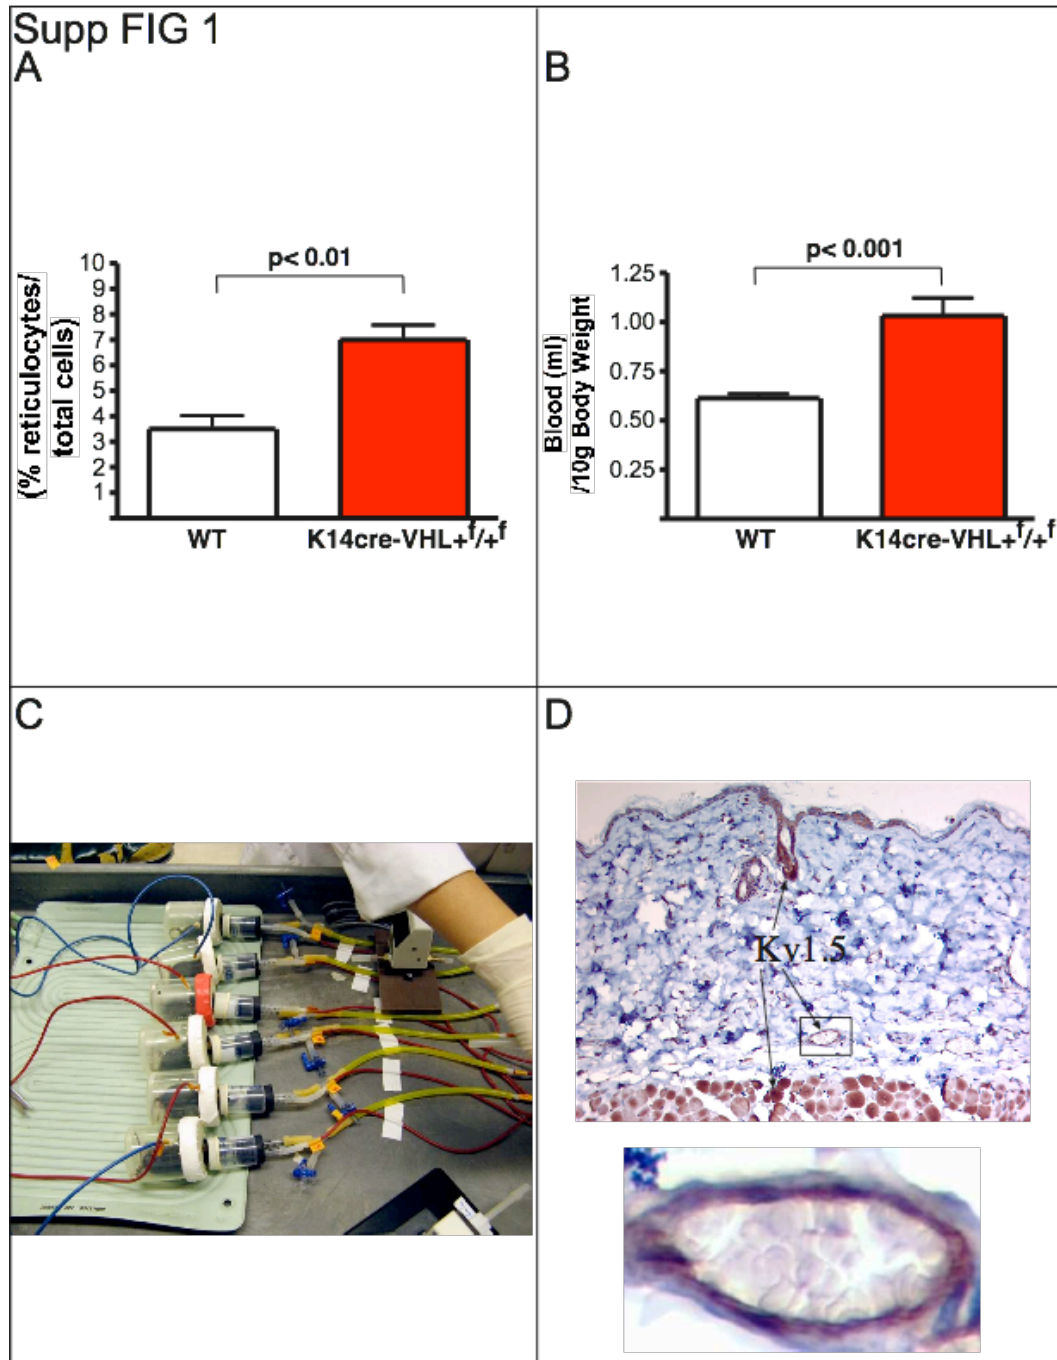 Supp FIG 1
A
p< 0.01
10
9
8
7
6
5
4
3
2
1
(% reticulocytes/
total cells)
WT
K14cre-VHL+f/+f
B
p< 0.001
1.25
1.00
0.75
0.50
0.25
Blood (ml)
/10g Body Weight
WT
K14cre-VHL+f/+f
C
D
Kv1.5